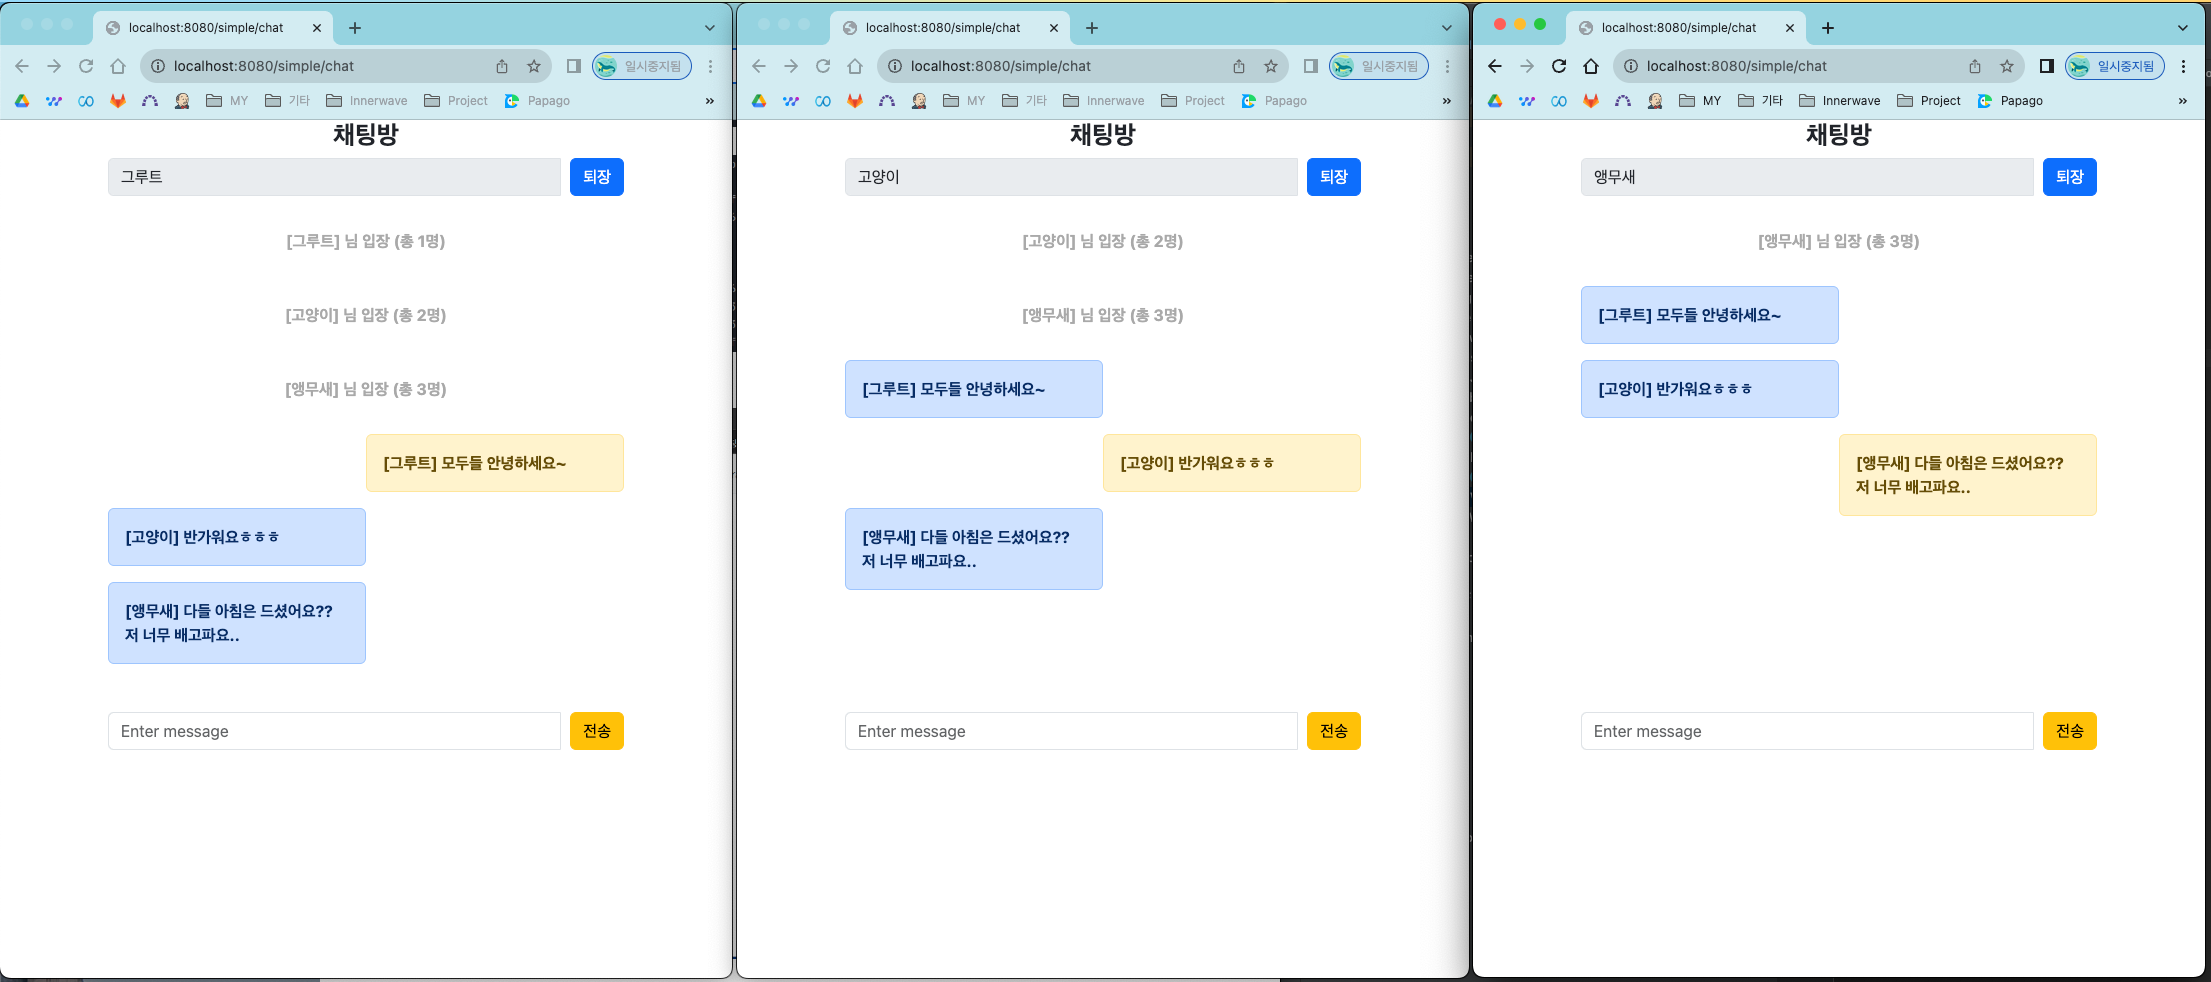 localhost:8080/simple/chat
localhost:8080/simple/chat
일시중지됨
MY
기타
Innerwave
Project
Papago
채팅방
그루트
퇴장
[그루트] 님 입장 (총 1명)
[고양이] 님 입장 (총 2명)
[앵무새] 님 입장 (총 3명)
[그루트] 모두들 안녕하세요~
[고양이] 반가워요ㅎㅎㅎ
[앵무새] 다들 아침은 드셨어요??
저 너무 배고파요..
Enter message
전송
localhost:8080/simple/chat
localhost:8080/simple/chat
일시중지됨
MY
기타
Innerwave
Project
Papago
채팅방
고양이
퇴장
[고양이] 님 입장 (총 2명)
[앵무새] 님 입장 (총 3명)
[그루트] 모두들 안녕하세요~
[고양이] 반가워요ㅎㅎㅎ
[앵무새] 다들 아침은 드셨어요??
저 너무 배고파요..
Enter message
전송
localhost:8080/simple/chat
localhost:8080/simple/chat
일시중지됨
MY
기타
Innerwave
Project
Papago
채팅방
앵무새
퇴장
[앵무새] 님 입장 (총 3명)
[그루트] 모두들 안녕하세요~
[고양이] 반가워요ㅎㅎㅎ
[앵무새] 다들 아침은 드셨어요??
저 너무 배고파요..
Enter message
전송